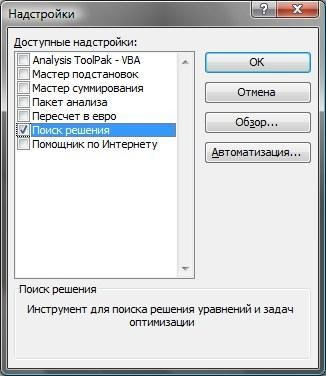 Надстройки
Доступные надстройки:
Analysis ToolPak - VBA
Мастер подстановок
Мастер суммирования
Пакет анализа
Пересчет в евро
Поиск решения
Помощник по Интернету
ОК
Отмена
Обзор...
Автоматизация...
Поиск решения
Инструмент для поиска решения уравнений и задач
оптимизации